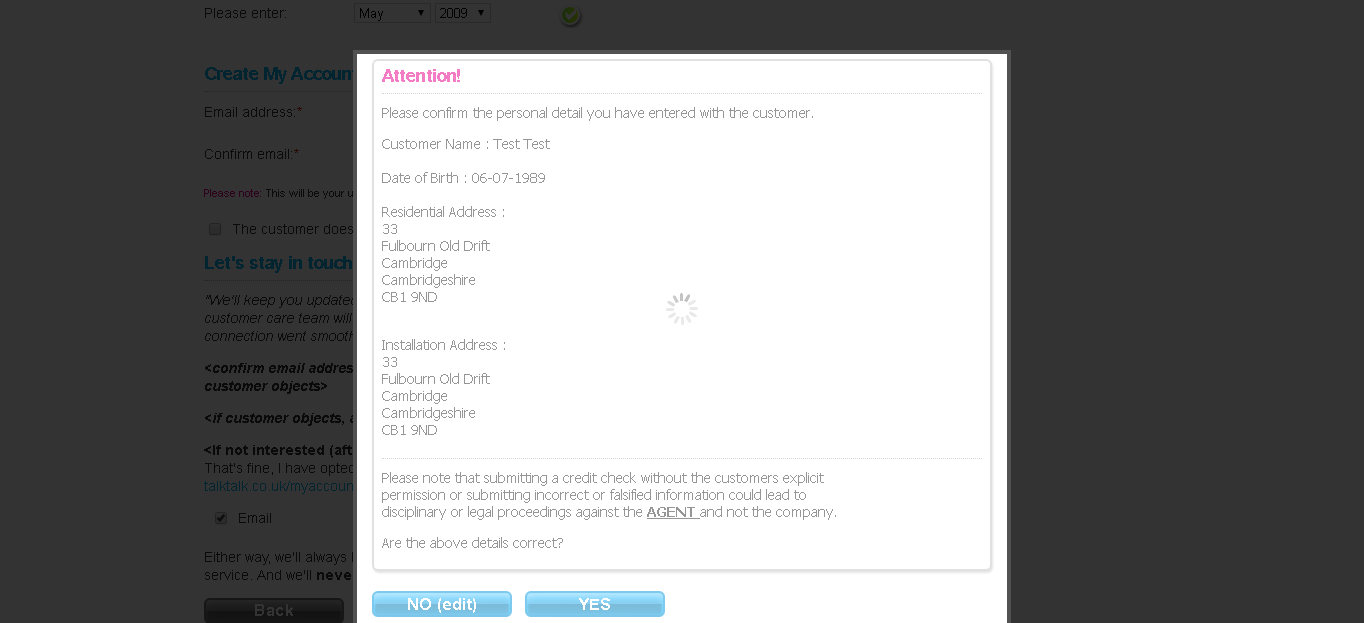 Please enter:
May
2009
Create My Accoun
Email address:*
Confirm email:*
Please note: This will be your u
The customer does
Let's stay in touch
"We'll keep you updated
customer care team will
connection went smooth
<confirm email addres
customer objects>
<if customer objects, a
<If not interested (aft
That's fine, I have opted
talktalk.co.uk/myaccoun
Email
Either way, we'll always
service. And we'll neve
Back
Attention!
Please confirm the personal detail you have entered with the customer.
Customer Name : Test Test
Date of Birth : 06-07-1989
Residential Address :
33
Fulbourn Old Drift
Cambridge
Cambridgeshire
CB1 9ND
Installation Address :
33
Fulbourn Old Drift
Cambridge
Cambridgeshire
CB1 9ND
Please note that submitting a credit check without the customers explicit
permission or submitting incorrect or falsified information could lead to
disciplinary or legal proceedings against the AGENT and not the company.
Are the above details correct?
NO (edit)
YES